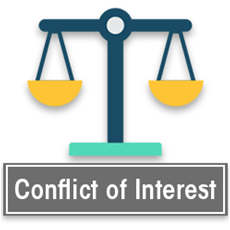 Conflict of Interest